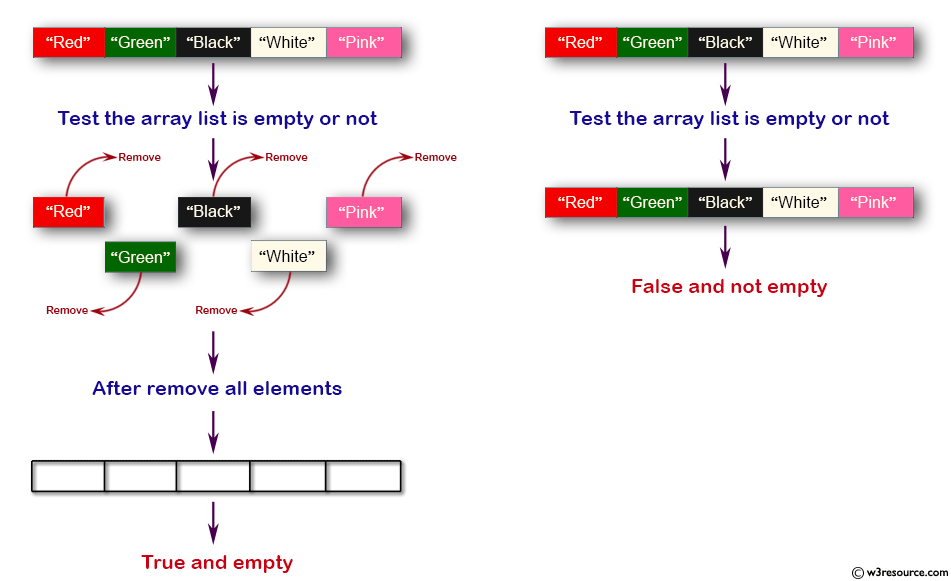 “Red” “Green” “Black” “White” “Pink”
Test the array list is empty or not
Remove Remove Remove
“Red” “Black” “Pink”
“Green” “White”
Remove Remove
After remove all elements
True and empty
“Red” “Green” “Black” “White” “Pink”
Test the array list is empty or not
“Red” “Green” “Black” “White” “Pink”
False and not empty
© w3resource.com